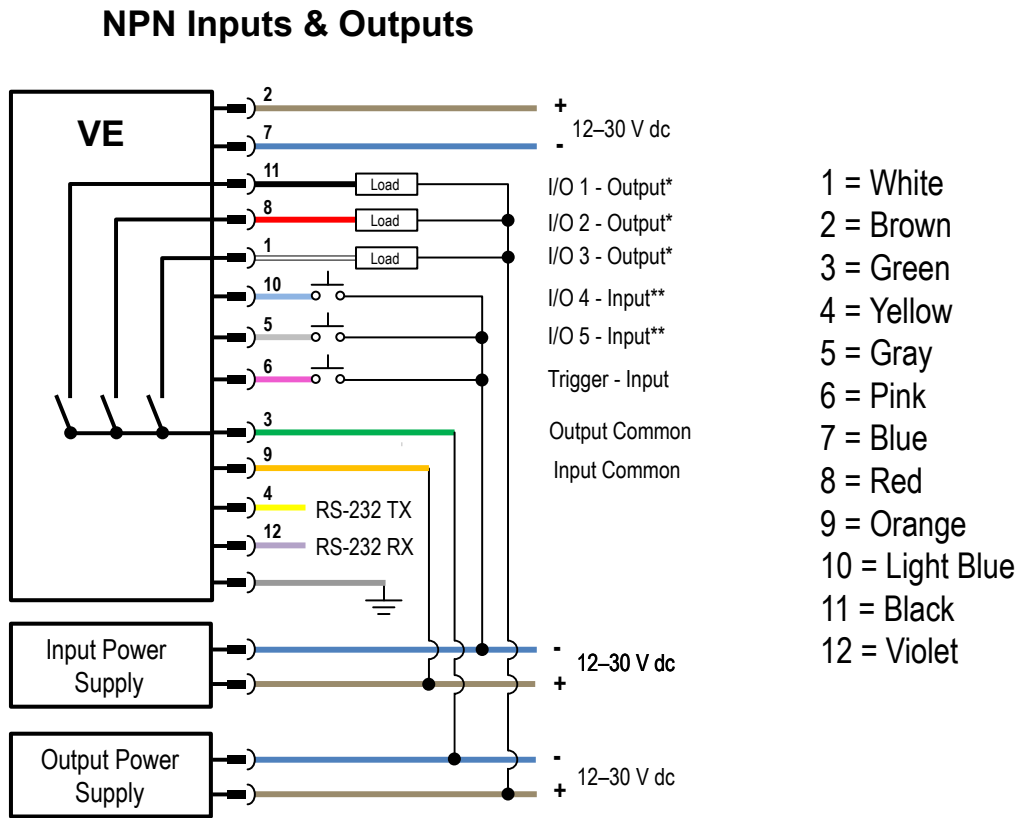 NPN Inputs & Outputs
VE
2
+
12–30 V dc
7
-
11
Load
I/O 1 - Output*
8
Load
I/O 2 - Output*
1
Load
I/O 3 - Output*
10
I/O 4 - Input**
5
I/O 5 - Input**
6
Trigger - Input
3
Output Common
9
Input Common
4
RS-232 TX
12
RS-232 RX
Input Power
Supply
-
12–30 V dc
+
Output Power
Supply
-
12–30 V dc
+
1 = White
2 = Brown
3 = Green
4 = Yellow
5 = Gray
6 = Pink
7 = Blue
8 = Red
9 = Orange
10 = Light Blue
11 = Black
12 = Violet